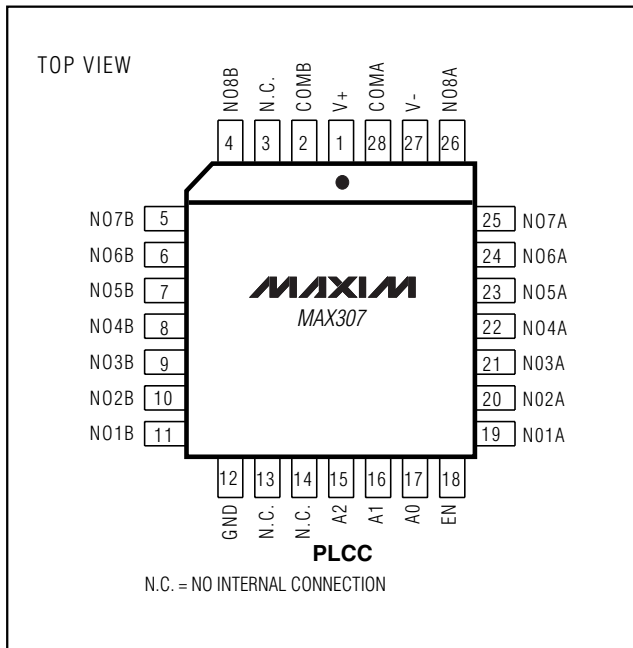 TOP VIEW
NO8B
N.C.
COMB
V+
COMA
V-
NO8A
4
3
2
1
28
27
26
NO7B 5
NO6B 6
NO5B 7
NO4B 8
NO3B 9
NO2B 10
NO1B 11
25 NO7A
24 NO6A
23 NO5A
22 NO4A
21 NO3A
20 NO2A
19 NO1A
MAXIM
MAX307
12
13
14
15
16
17
18
GND
N.C.
N.C.
A2
A1
A0
EN
PLCC
N.C. = NO INTERNAL CONNECTION